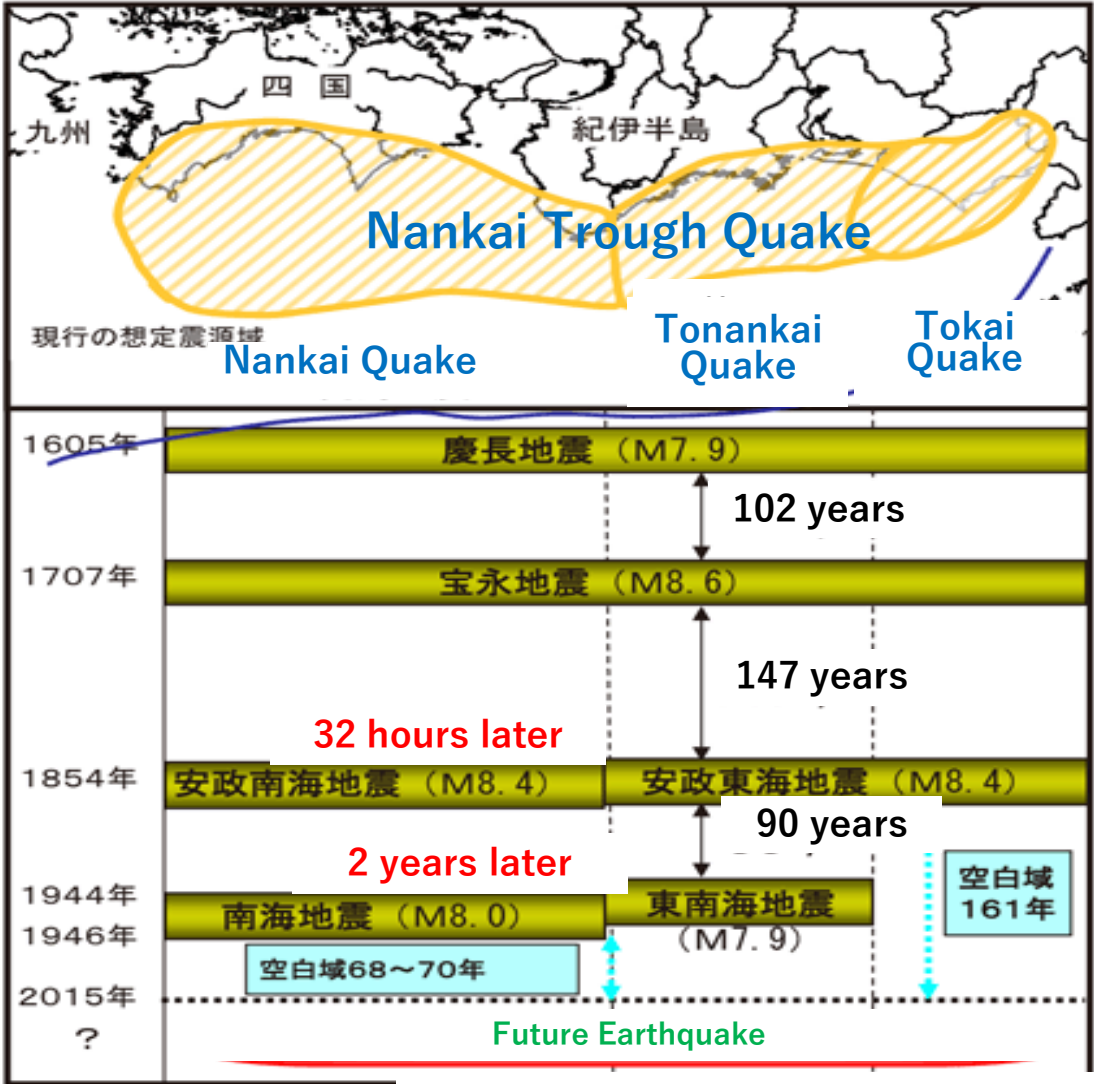 四 国
九州
紀伊半島
Nankai Trough Quake
現行の想定震源域
Nankai Quake
Tonankai
Quake
Tokai
Quake
1605年
慶長地震（M7.9）
102 years
1707年
宝永地震（M8.6）
147 years
32 hours later
1854年
安政南海地震（M8.4）
安政東海地震（M8.4）
90 years
2 years later
1944年
1946年
南海地震（M8.0）
東南海地震
（M7.9）
空白域
161年
空白域68～70年
2015年
?
Future Earthquake